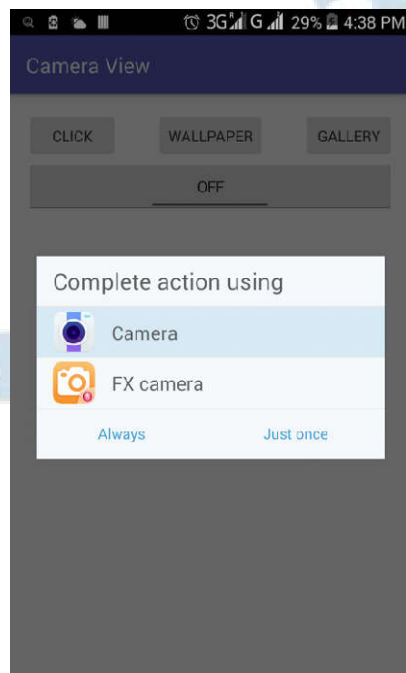 3G G 29% 4:38 PM
Camera View
CLICK WALLPAPER GALLERY
OFF
Complete action using
Camera
FX camera
Always Just once